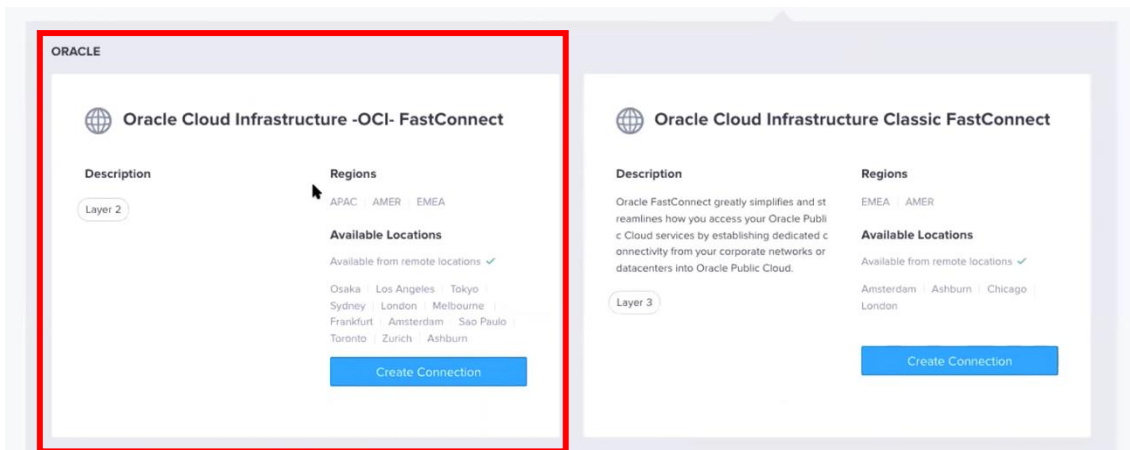 ORACLE
Oracle Cloud Infrastructure -OCI- FastConnect
Description
Layer 2
Regions
APAC AMER EMEA
Available Locations
Available from remote locations
Osaka Los Angeles Tokyo
Sydney London Melbourne
Frankfurt Amsterdam Sao Paulo
Toronto Zurich Ashburn
Create Connection
Oracle Cloud Infrastructure Classic FastConnect
Description
Oracle FastConnect greatly simplifies and st
reamlines how you access your Oracle Publi
c Cloud services by establishing dedicated c
onnectivity from your corporate networks or
datacenters into Oracle Public Cloud.
Layer 3
Regions
EMEA AMER
Available Locations
Available from remote locations
Amsterdam Ashburn Chicago
London
Create Connection